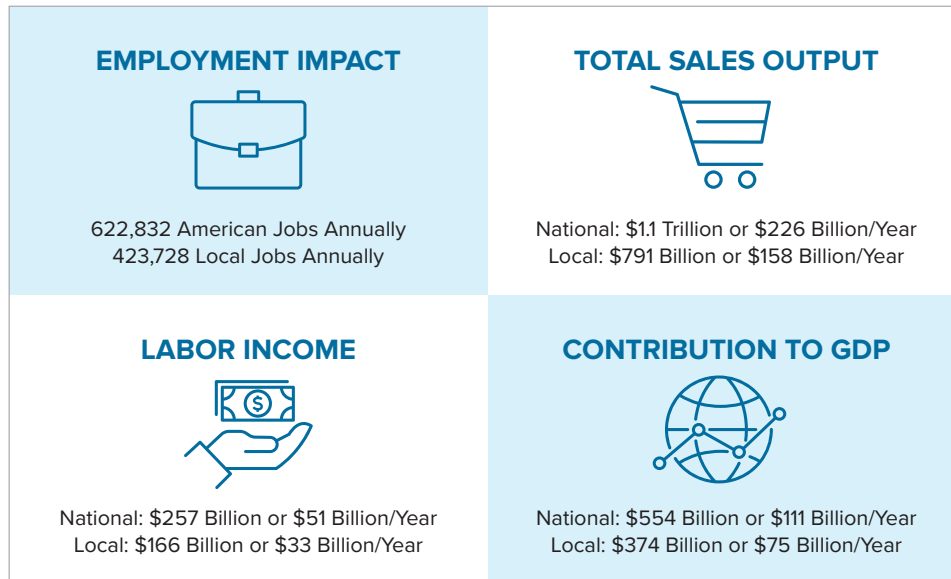 EMPLOYMENT IMPACT
622,832 American Jobs Annually
423,728 Local Jobs Annually
TOTAL SALES OUTPUT
National: $1.1 Trillion or $226 Billion/Year
Local: $791 Billion or $158 Billion/Year
LABOR INCOME
$
National: $257 Billion or $51 Billion/Year
Local: $166 Billion or $33 Billion/Year
CONTRIBUTION TO GDP
National: $554 Billion or $111 Billion/Year
Local: $374 Billion or $75 Billion/Year